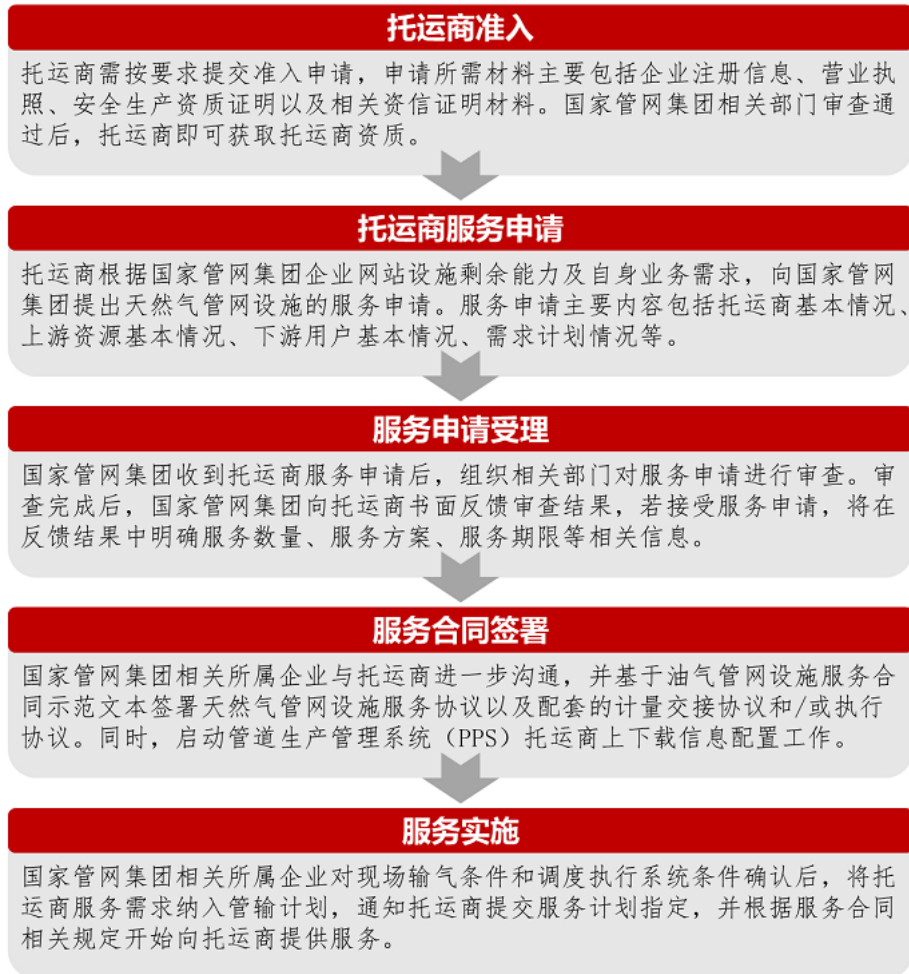 托运商准入
托运商需按要求提交准入申请，申请所需材料主要包括企业注册信息、营业执
照、安全生产资质证明以及相关资信证明材料。国家管网集团相关部门审查通
过后，托运商即可获取托运商资质。
托运商服务申请
托运商根据国家管网集团企业网站设施剩余能力及自身业务需求，向国家管网
集团提出天然气管网设施的服务申请。服务申请主要内容包括托运商基本情况、
上游资源基本情况、下游用户基本情况、需求计划情况等。
服务申请受理
国家管网集团收到托运商服务申请后，组织相关部门对服务申请进行审查。审
查完成后，国家管网集团向托运商书面反馈审查结果，若接受服务申请，将在
反馈结果中明确服务数量、服务方案、服务期限等相关信息。
服务合同签署
国家管网集团相关所属企业与托运商进一步沟通，并基于油气管网设施服务合
同示范文本签署天然气管网设施服务协议以及配套的计量交接协议和/或执行
协议。同时，启动管道生产管理系统（PPS）托运商上下载信息配置工作。
服务实施
国家管网集团相关所属企业对现场输气条件和调度执行系统条件确认后，将托
运商服务需求纳入管输计划，通知托运商提交服务计划指定，并根据服务合同
相关规定开始向托运商提供服务。